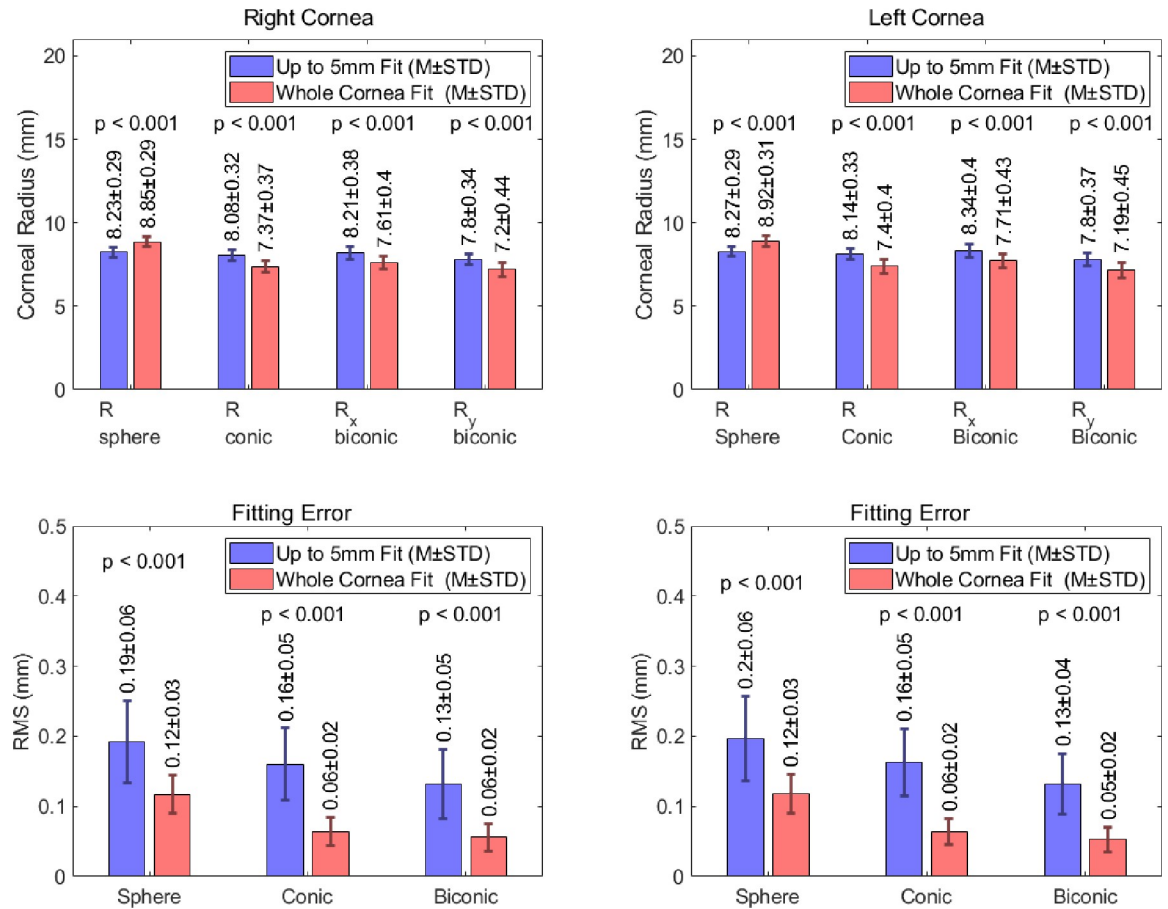 Right Cornea
Corneal Radius (mm)
20
15
10
5
0
Up to 5mm Fit (M±STD)
Whole Cornea Fit (M±STD)
p < 0.001
p < 0.001
p < 0.001
p < 0.001
8.23±0.29
8.85±0.29
8.08±0.32
7.37±0.37
8.21±0.38
7.61±0.4
7.8±0.34
7.2±0.44
R
sphere
R
conic
Rx
biconic
Ry
biconic
Left Cornea
Corneal Radius (mm)
20
15
10
5
0
Up to 5mm Fit (M±STD)
Whole Cornea Fit (M±STD)
p < 0.001
p < 0.001
p < 0.001
p < 0.001
8.27±0.29
8.92±0.31
8.14±0.33
7.4±0.4
8.34±0.4
7.71±0.43
7.8±0.37
7.19±0.45
R
Sphere
R
Conic
Rx
Biconic
Ry
Biconic
Fitting Error
RMS (mm)
0.5
0.4
0.3
0.2
0.1
0
Up to 5mm Fit (M±STD)
Whole Cornea Fit (M±STD)
p < 0.001
p < 0.001
p < 0.001
0.19±0.06
0.12±0.03
0.16±0.05
0.06±0.02
0.13±0.05
0.06±0.02
Sphere
Conic
Biconic
Fitting Error
RMS (mm)
0.5
0.4
0.3
0.2
0.1
0
Up to 5mm Fit (M±STD)
Whole Cornea Fit (M±STD)
p < 0.001
p < 0.001
p < 0.001
0.2±0.06
0.12±0.03
0.16±0.05
0.06±0.02
0.13±0.04
0.05±0.02
Sphere
Conic
Biconic